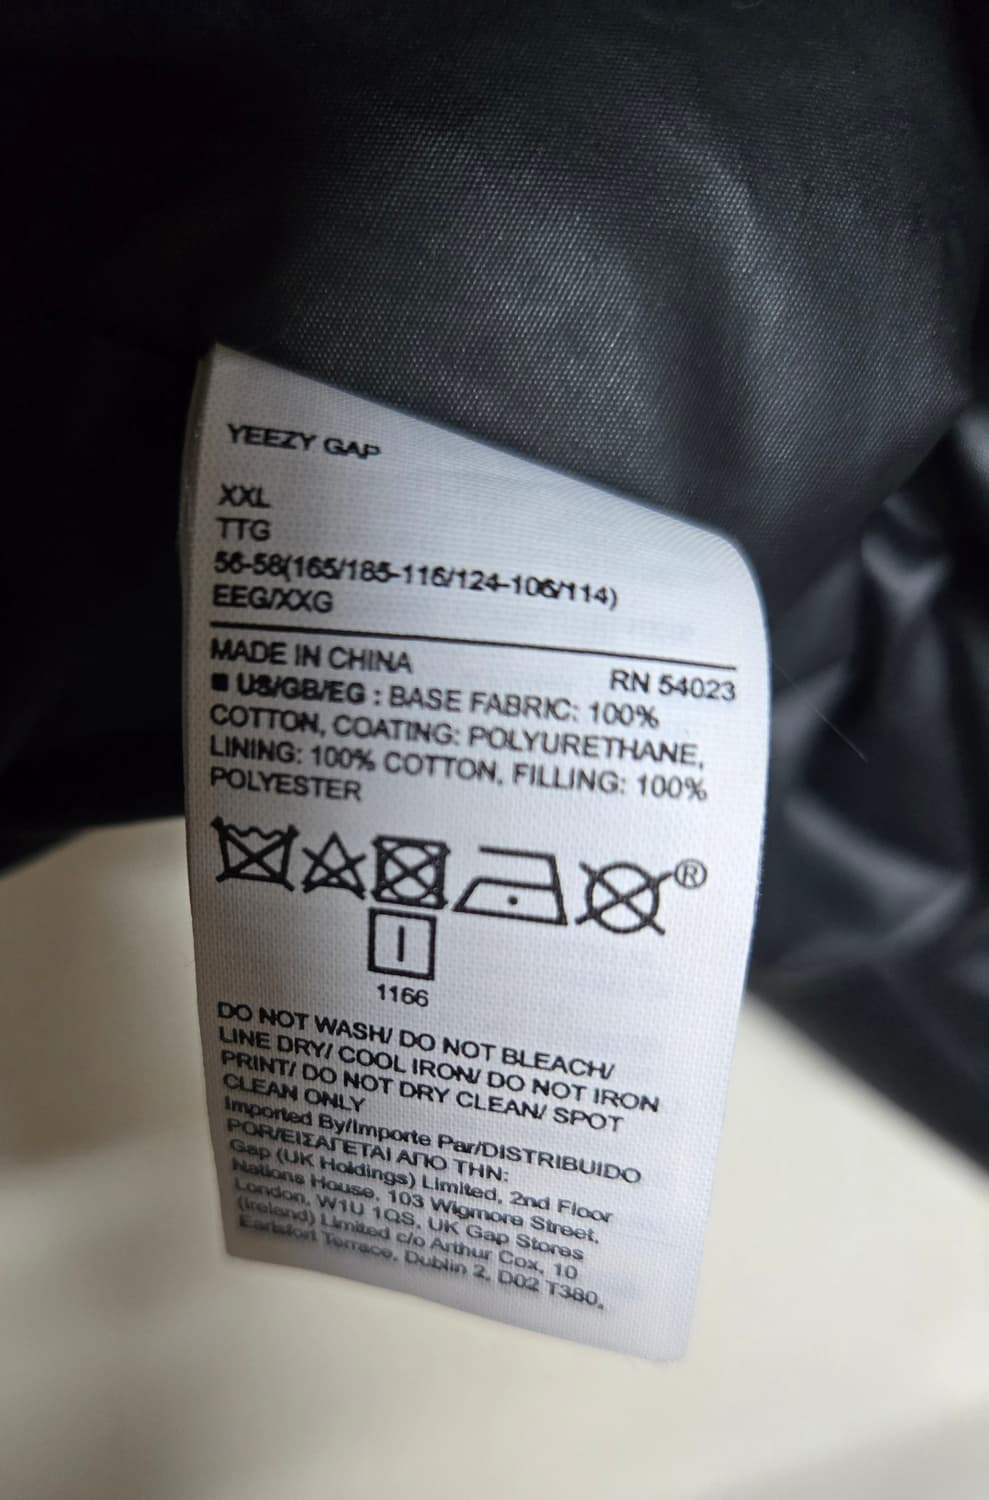 YEEZY GAP
XXL
TTG
56-58(165/185-116/124-106/114)
EEG/XXG
MADE IN CHINA
RN 54023
■ US/GB/EG : BASE FABRIC: 100%
COTTON, COATING: POLYURETHANE,
LINING: 100% COTTON, FILLING: 100%
POLYESTER
®
1166
DO NOT WASH/ DO NOT BLEACH/
LINE DRY/ COOL IRON/ DO NOT IRON
PRINT/ DO NOT DRY CLEAN/ SPOT
CLEAN ONLY
Imported By/Importe Par/DISTRIBUIDO
POR/ΕΙΣΑΓΕΤΑΙ ΑΠΟ ΤΗΝ:
Gap (UK Holdings) Limited, 2nd Floor
Nations House, 103 Wigmore Street,
London, W1U 1QS, UK Gap Stores
(Ireland) Limited c/o Arthur Cox, 10
Earlsfort Terrace, Dublin 2, D02 T380,